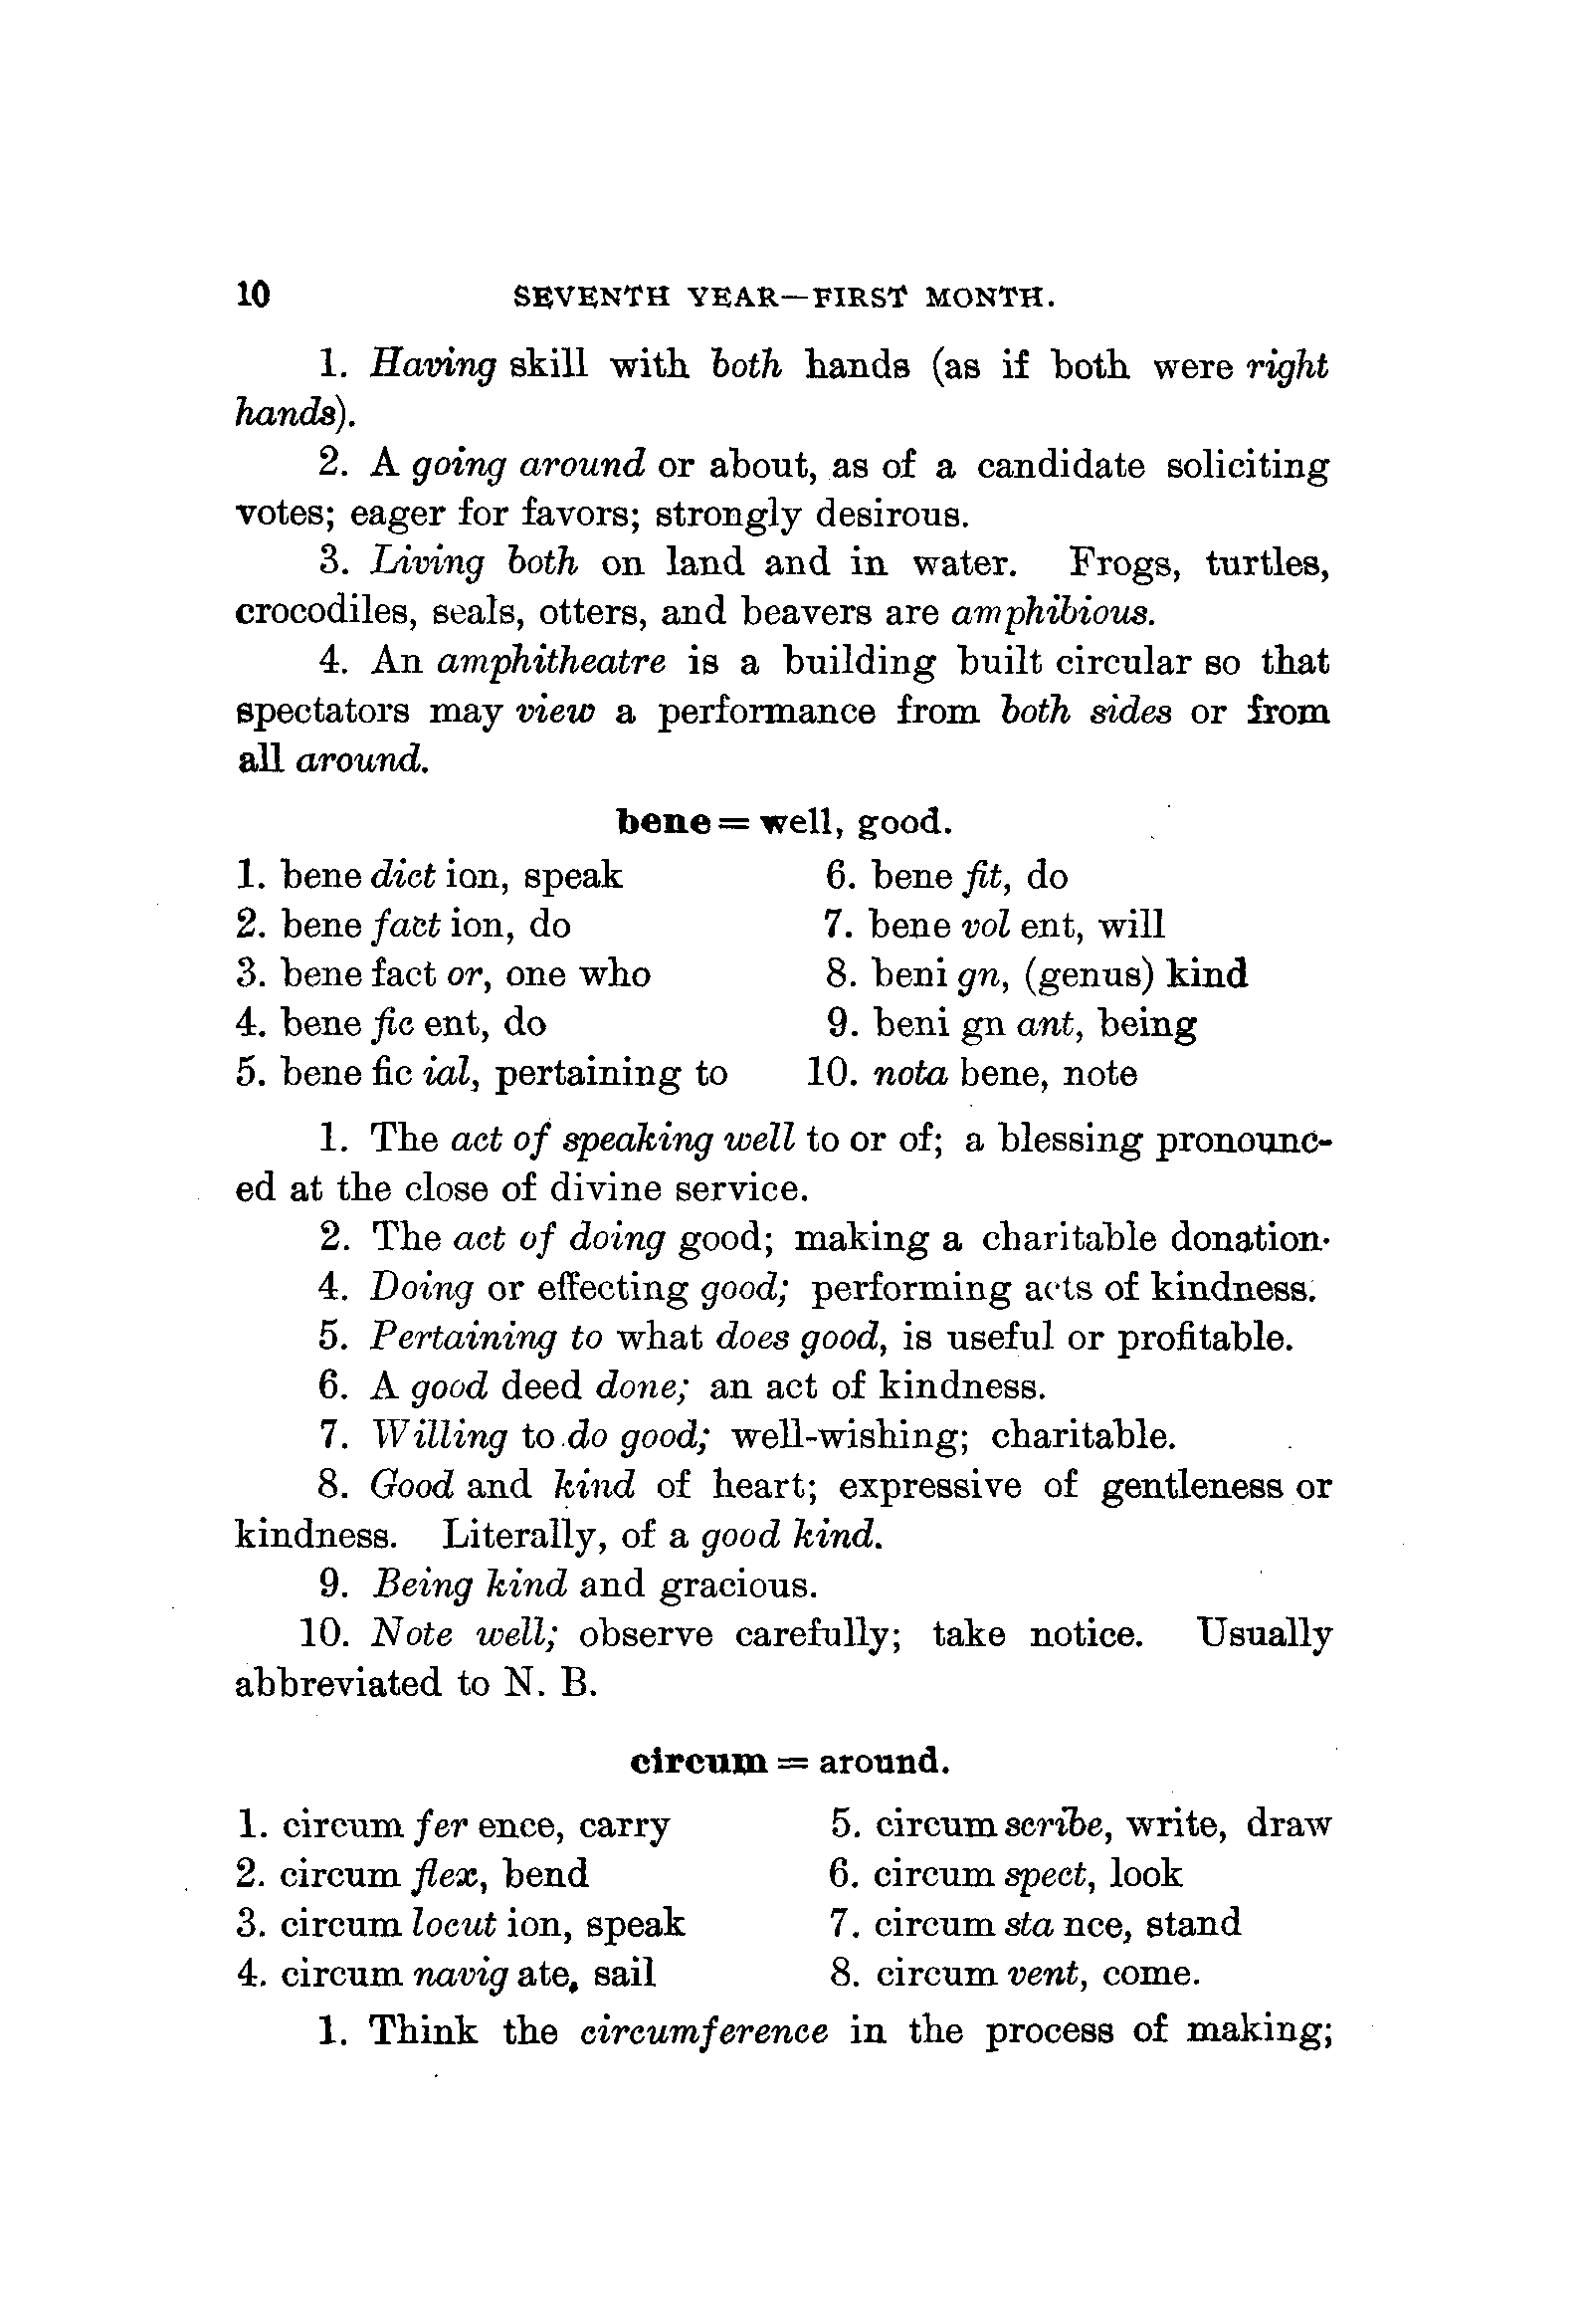 10 SEVENTH YEAR—FIRST MONTH.
1. Having skill with both hands (as if both were right
hands).
2. A going around or about, as of a candidate soliciting
votes; eager for favors; strongly desirous.
3. Living both on land and in water. Frogs, turtles,
crocodiles, seals, otters, and beavers are amphibious.
4. An amphitheatre is a building built circular so that
spectators may view a performance from both sides or from
all around.
bene = well, good.
1. bene dict ion, speak
2. bene fact ion, do
3. bene fact or, one who
4. bene fic ent, do
5. bene fic ial, pertaining to
6. bene fit, do
7. bene vol ent, will
8. beni gn, (genus) kind
9. beni gn ant, being
10. nota bene, note
1. The act of speaking well to or of; a blessing pronounc-
ed at the close of divine service.
2. The act of doing good; making a charitable donation.
4. Doing or effecting good; performing acts of kindness.
5. Pertaining to what does good, is useful or profitable.
6. A good deed done; an act of kindness.
7. Willing to do good; well-wishing; charitable.
8. Good and kind of heart; expressive of gentleness or
kindness. Literally, of a good kind.
9. Being kind and gracious.
10. Note well; observe carefully; take notice. Usually
abbreviated to N. B.
circum = around.
1. circum fer ence, carry
2. circum flex, bend
3. circum locut ion, speak
4. circum navig ate, sail
5. circum scribe, write, draw
6. circum spect, look
7. circum sta nce, stand
8. circum vent, come.
1. Think the circumference in the process of making;